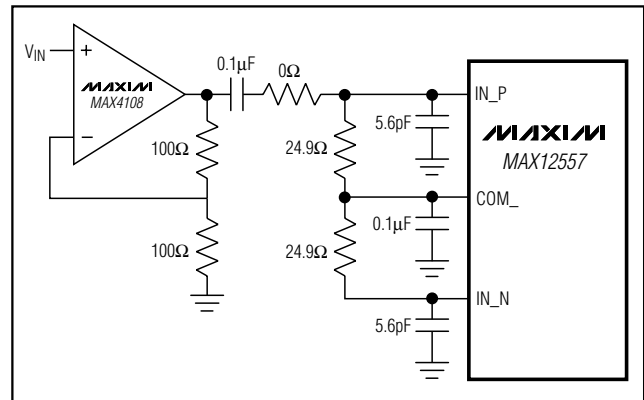 VIN
+
−
MAXIM
MAX4108
0.1μF
0Ω
100Ω
100Ω
24.9Ω
24.9Ω
5.6pF
0.1μF
5.6pF
IN_P
COM_
IN_N
MAXIM
MAX12557